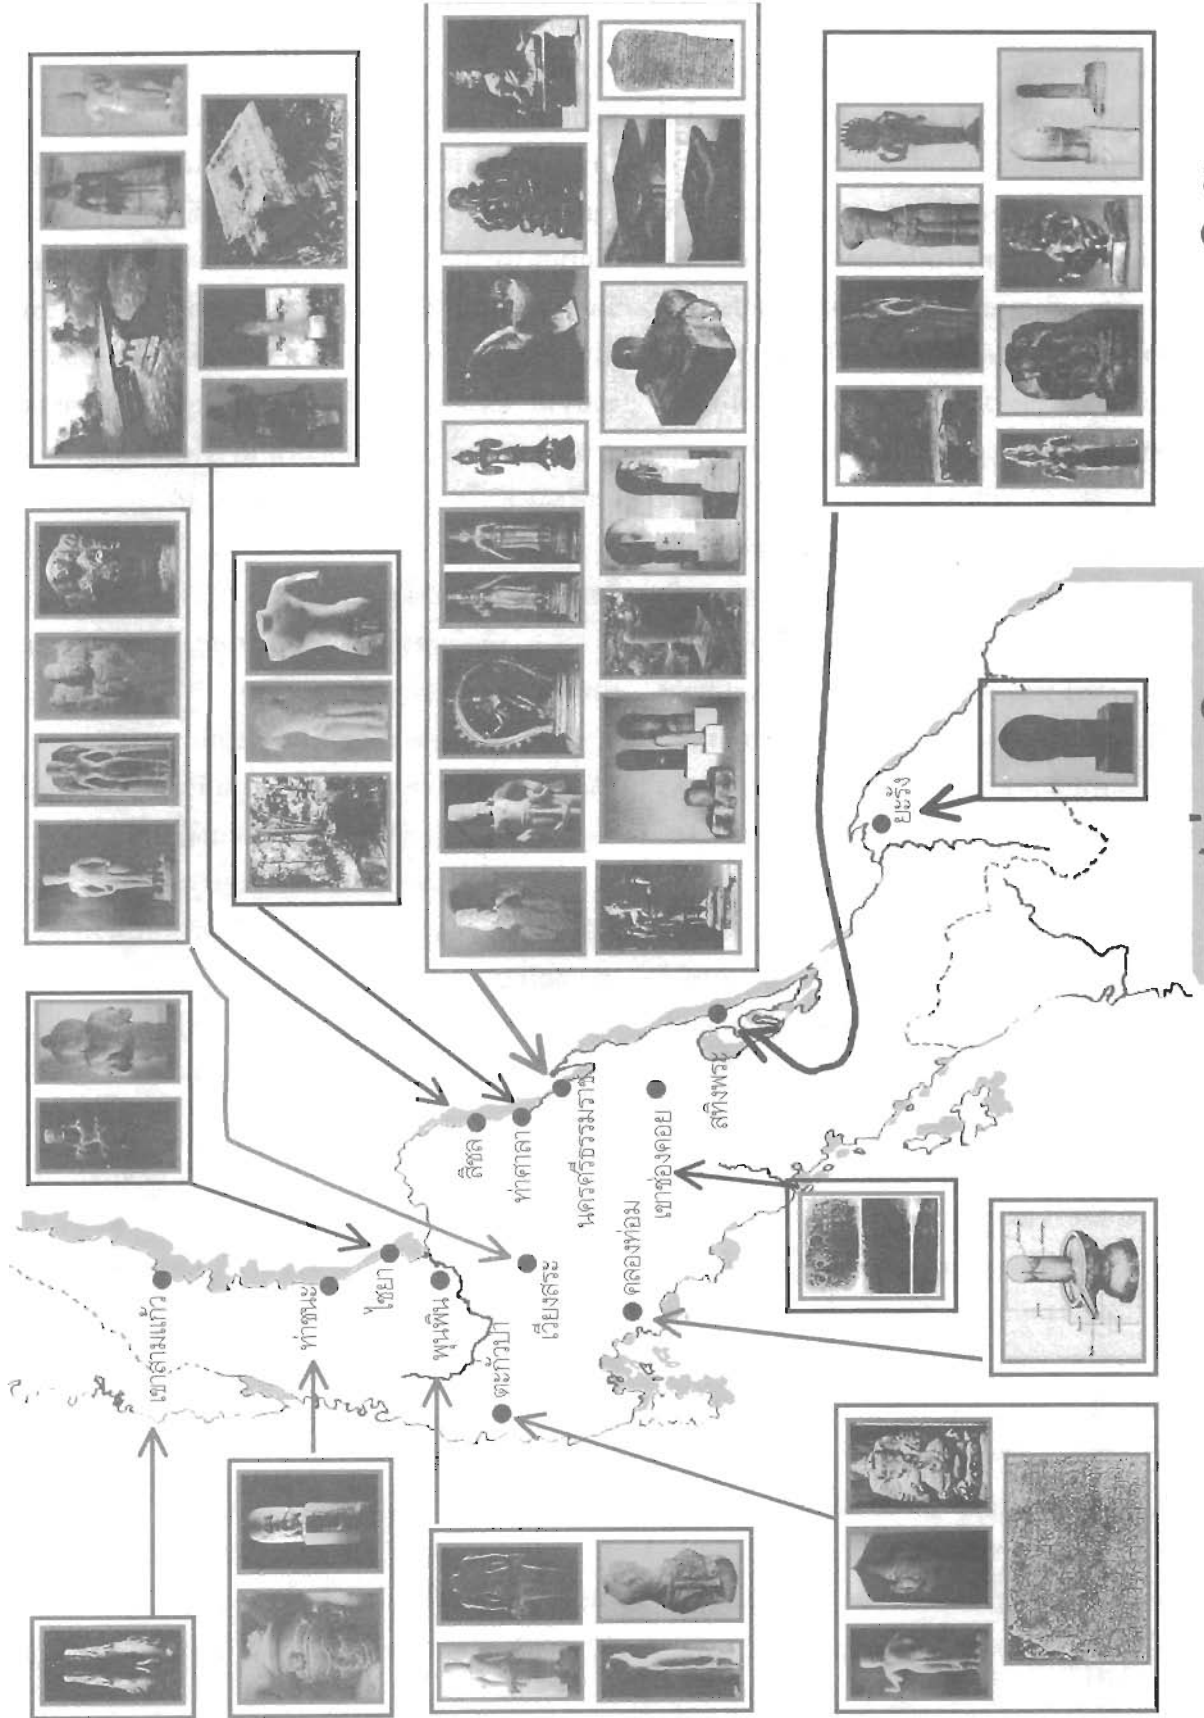 เขาสามแก้ว
ท่าชนะ
ไชยา
พุนพิน
สิชล
ท่าศาลา
นครศรีธรรมราช
เวียงสระ
ตะกั่วป่า
คลองท่อม
เขาช่องคอย
สทิงพระ
ยะรัง